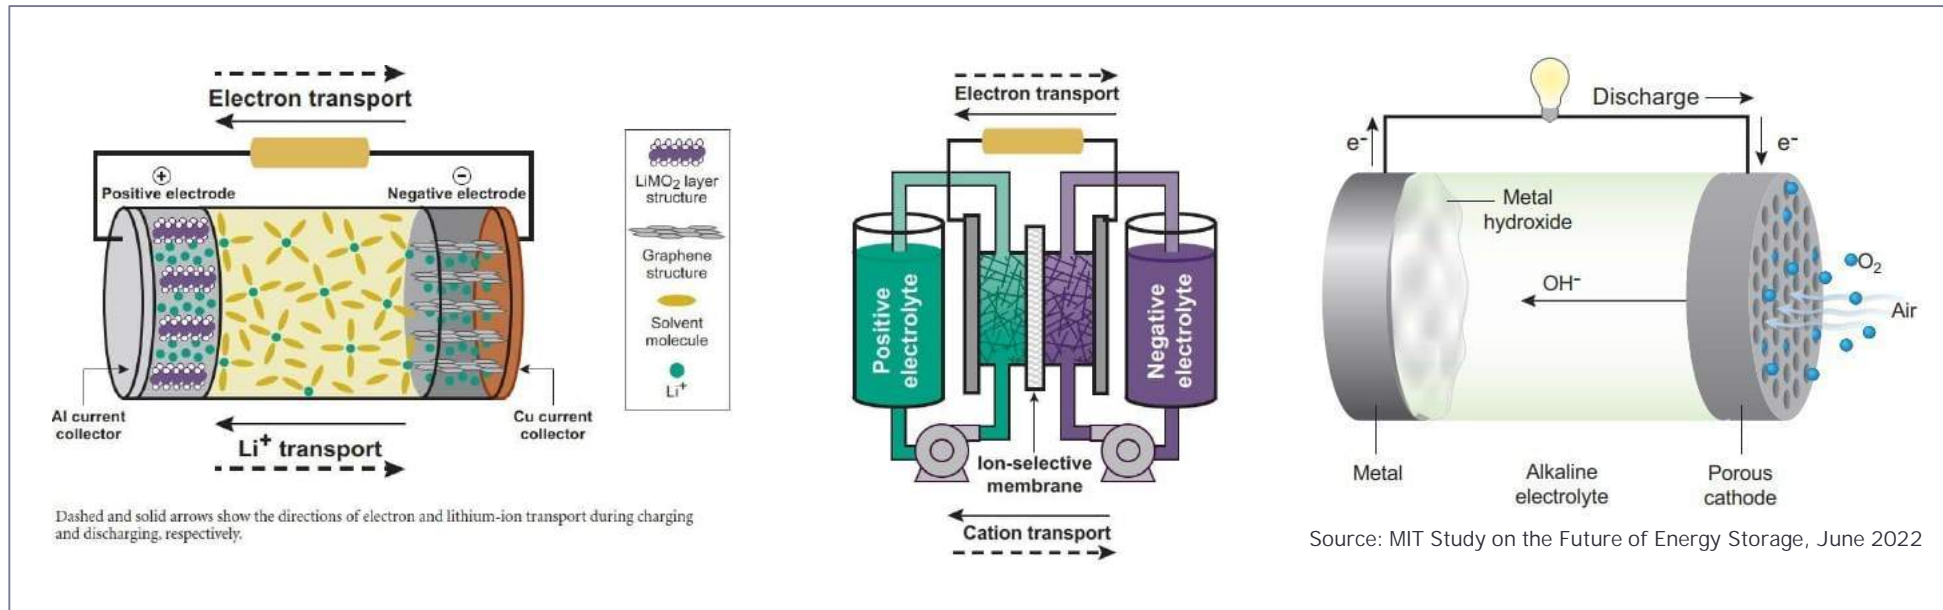 Electron transport
+
Positive electrode
−
Negative electrode
Al current
collector
Cu current
collector
Li+ transport
LiMO2 layer
structure
Graphene
structure
Solvent
molecule
Li+
Dashed and solid arrows show the directions of electron and lithium-ion transport during charging
and discharging, respectively.
Electron transport
Positive
electrolyte
Negative
electrolyte
Ion-selective
membrane
Cation transport
Discharge
e-
e-
Metal
hydroxide
OH-
O2
Air
Metal
Alkaline
electrolyte
Porous
cathode
Source: MIT Study on the Future of Energy Storage, June 2022